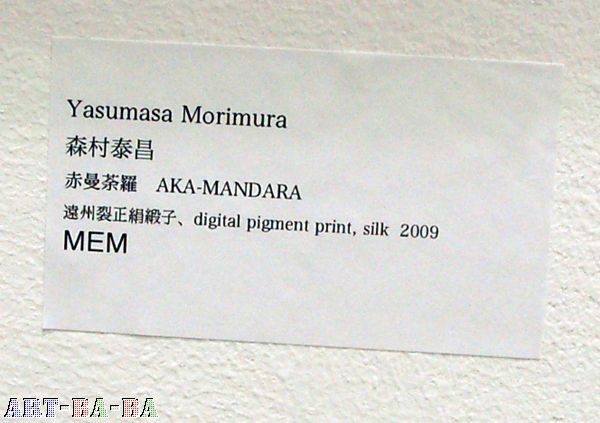 Yasumasa Morimura
森村泰昌
赤曼荼羅　AKA-MANDARA
遠州裂正絹緞子、digital pigment print, silk 2009
MEM
ART-BA-BA